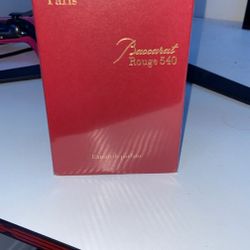 Paris
Baccarat
Rouge 540
Extrait de parfum